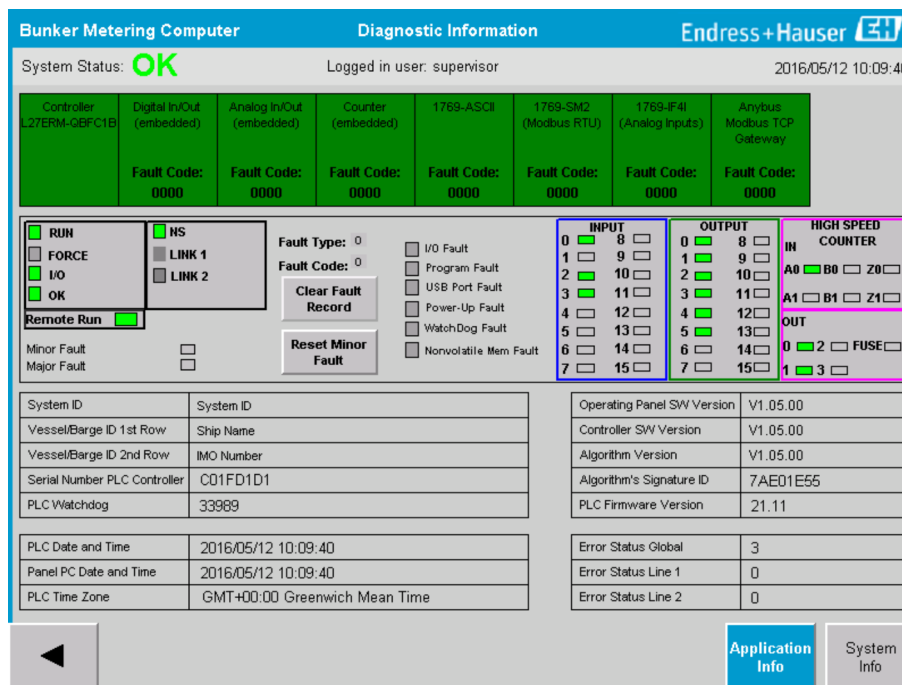 Bunker Metering Computer Diagnostic Information Endress+Hauser EH
System Status: OK Logged in user: supervisor 2016/05/12 10:09:40
Controller Digital In/Out Analog In/Out Counter 1769-ASCII 1769-SM2 1769-IF4I Anybus
L27ERM-QBFC1B (embedded) (embedded) (embedded) (Modbus RTU) (Analog Inputs) Modbus TCP
Gateway
Fault Code: Fault Code: Fault Code: Fault Code: Fault Code: Fault Code: Fault Code:
0000 0000 0000 0000 0000 0000 0000
RUN
FORCE
I/O
OK
Remote Run
Minor Fault
Major Fault
NS
LINK 1
LINK 2
Fault Type: 0
Fault Code: 0
Clear Fault
Record
Reset Minor
Fault
I/O Fault
Program Fault
USB Port Fault
Power-Up Fault
WatchDog Fault
Nonvolatile Mem Fault
INPUT
0 8
1 9
2 10
3 11
4 12
5 13
6 14
7 15
OUTPUT
0 8
1 9
2 10
3 11
4 12
5 13
6 14
7 15
HIGH SPEED
COUNTER
IN
A0 B0 Z0
A1 B1 Z1
OUT
0 2 FUSE
1 3
System ID System ID
Vessel/Barge ID 1st Row Ship Name
Vessel/Barge ID 2nd Row IMO Number
Serial Number PLC Controller C01FD1D1
PLC Watchdog 33989
Operating Panel SW Version V1.05.00
Controller SW Version V1.05.00
Algorithm Version V1.05.00
Algorithm's Signature ID 7AE01E55
PLC Firmware Version 21.11
PLC Date and Time 2016/05/12 10:09:40
Panel PC Date and Time 2016/05/12 10:09:40
PLC Time Zone GMT+00:00 Greenwich Mean Time
Error Status Global 3
Error Status Line 1 0
Error Status Line 2 0
Application
Info
System
Info